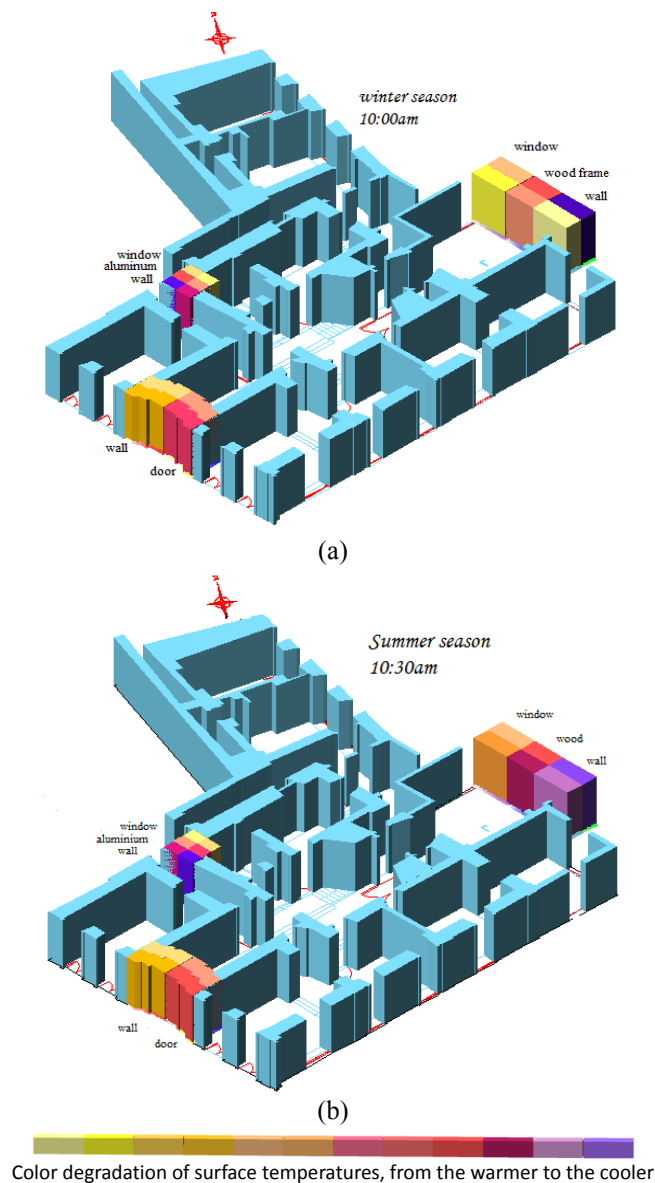 winter season
10:00am
window
wood frame
wall
window
aluminum
wall
wall
door
(a)
Summer season
10:30am
window
wood
wall
window
aluminium
wall
wall
door
(b)
Color degradation of surface temperatures, from the warmer to the cooler